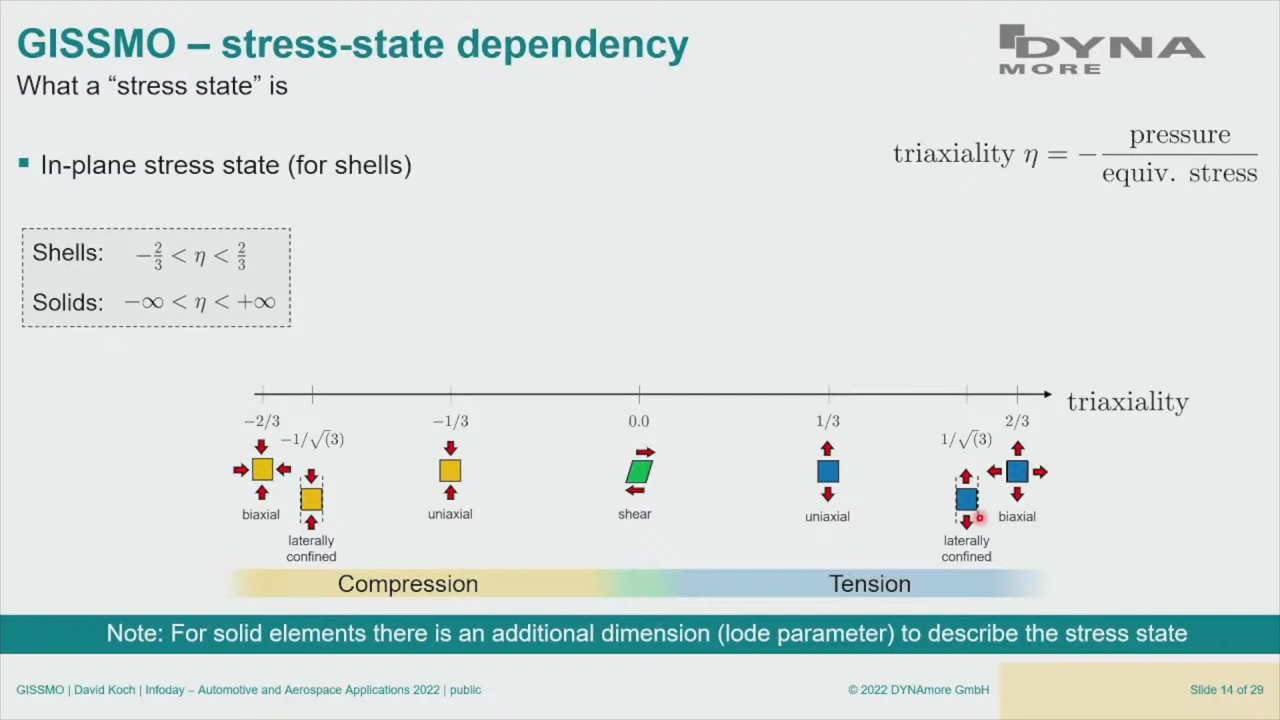 GISSMO – stress-state dependency
What a “stress state” is
DYNA
MORE
▪ In-plane stress state (for shells)
triaxiality η = − pressure / equiv. stress
Shells: −2/3 < η < 2/3
Solids: −∞ < η < +∞
triaxiality
−2/3
−1/√(3)
−1/3
0.0
1/3
1/√(3)
2/3
biaxial
laterally
confined
uniaxial
shear
uniaxial
laterally
confined
biaxial
Compression
Tension
Note: For solid elements there is an additional dimension (lode parameter) to describe the stress state
GISSMO | David Koch | Infoday – Automotive and Aerospace Applications 2022 | public
© 2022 DYNAmore GmbH
Slide 14 of 29